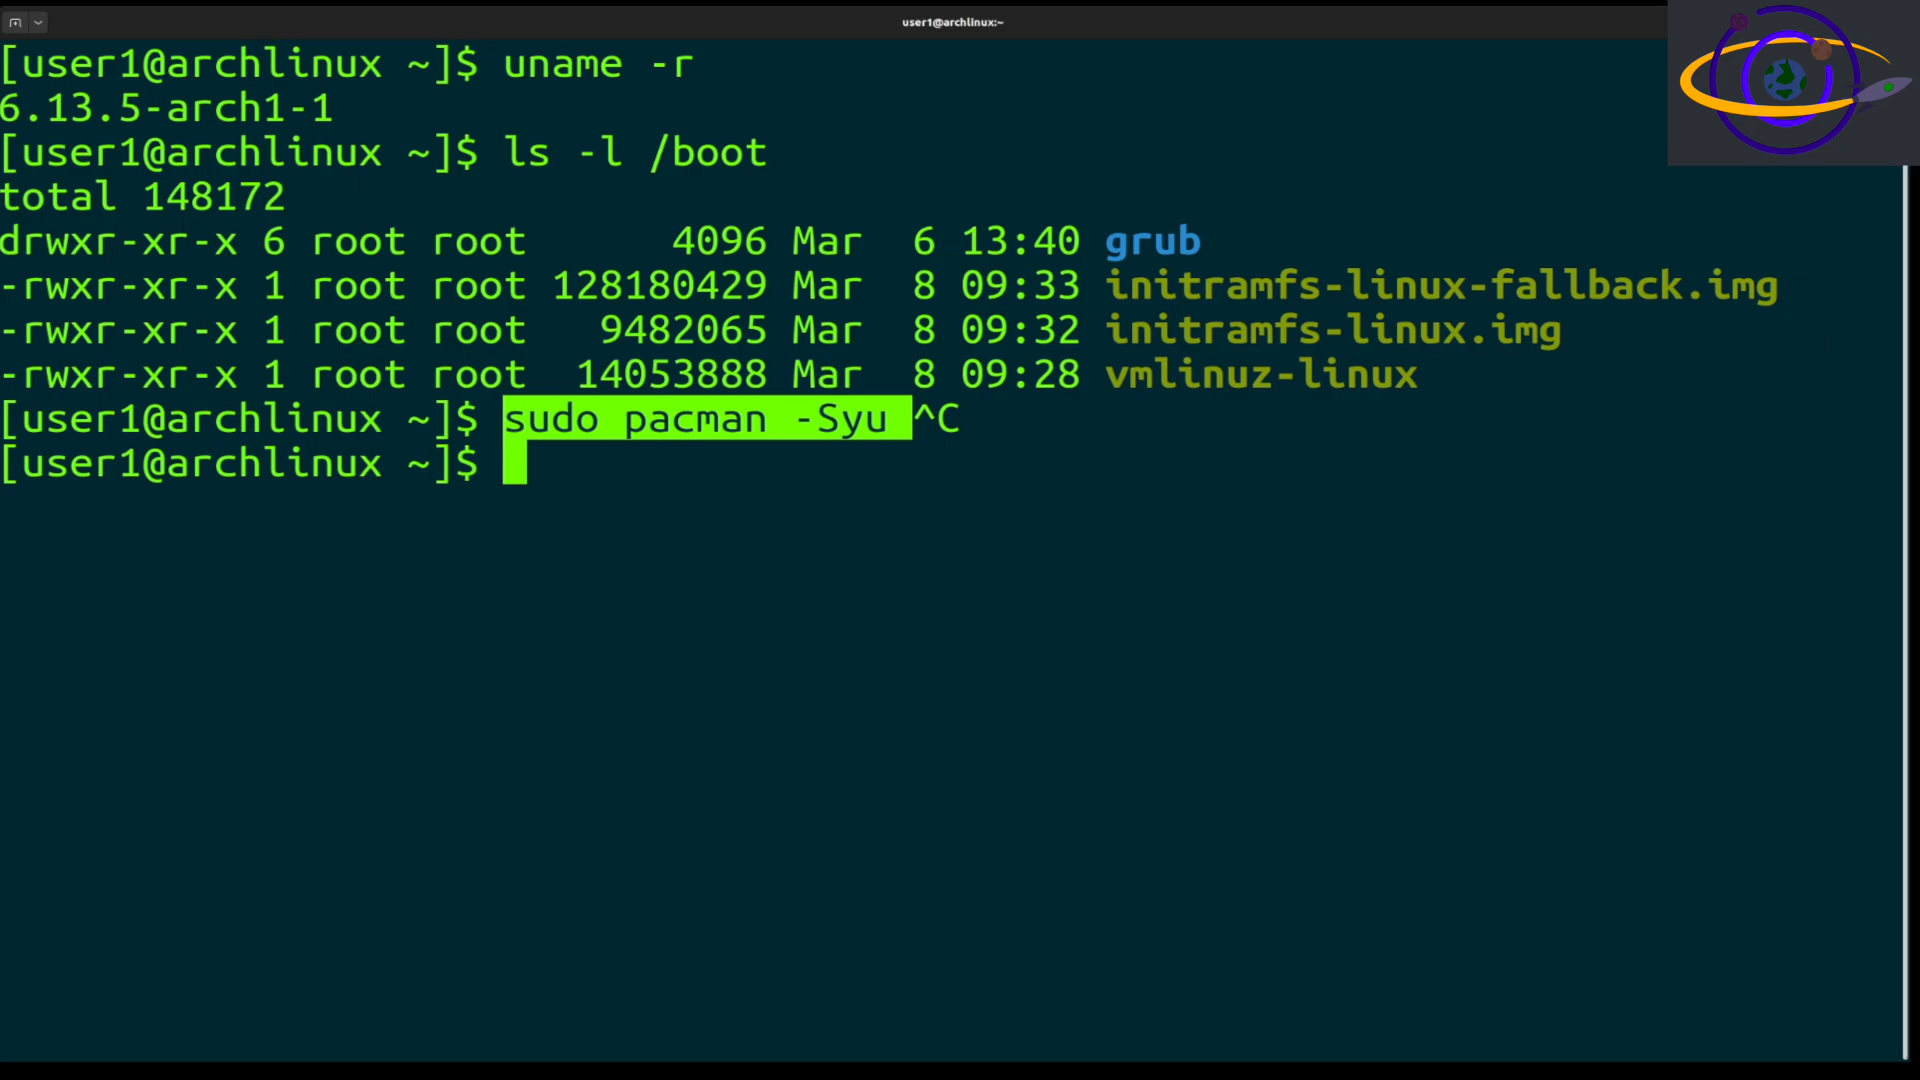 user1@archlinux:~
[user1@archlinux ~]$ uname -r
6.13.5-arch1-1
[user1@archlinux ~]$ ls -l /boot
total 148172
drwxr-xr-x 6 root root      4096 Mar  6 13:40 grub
-rwxr-xr-x 1 root root 128180429 Mar  8 09:33 initramfs-linux-fallback.img
-rwxr-xr-x 1 root root   9482065 Mar  8 09:32 initramfs-linux.img
-rwxr-xr-x 1 root root  14053888 Mar  8 09:28 vmlinuz-linux
[user1@archlinux ~]$ sudo pacman -Syu ^C
[user1@archlinux ~]$